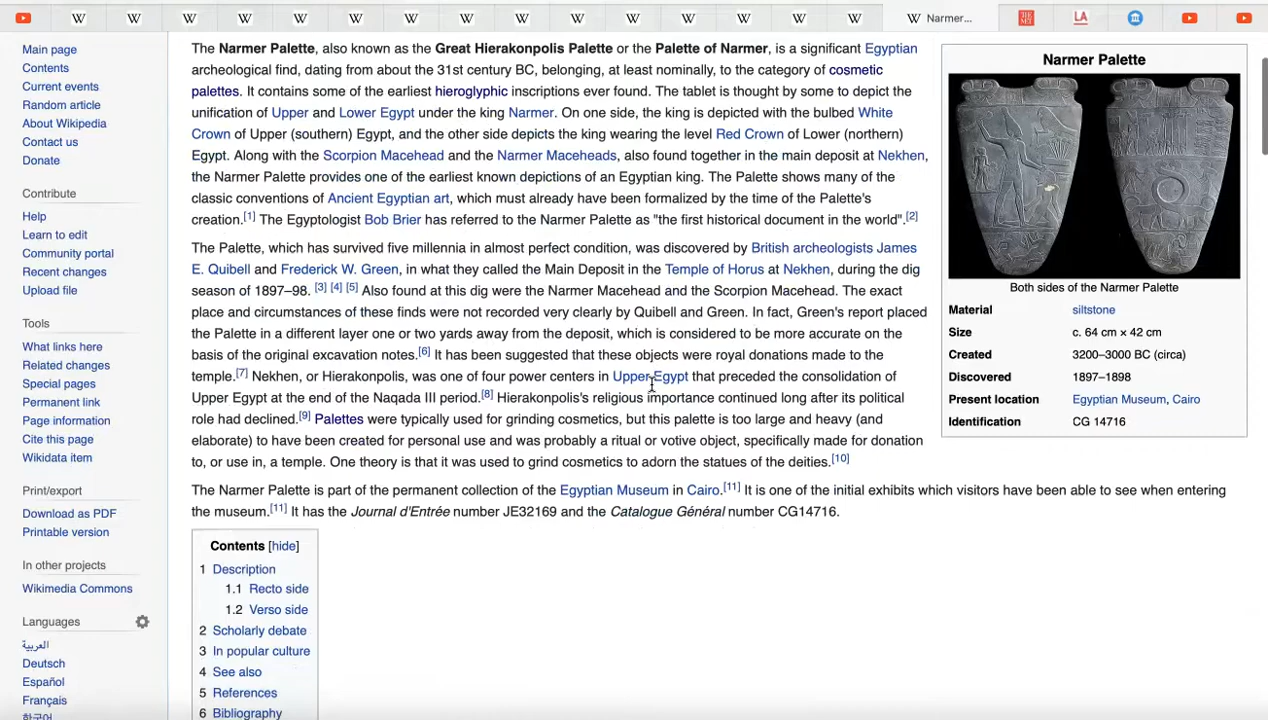 Narmer...
Main page
Contents
Current events
Random article
About Wikipedia
Contact us
Donate
Contribute
Help
Learn to edit
Community portal
Recent changes
Upload file
Tools
What links here
Related changes
Special pages
Permanent link
Page information
Cite this page
Wikidata item
Print/export
Download as PDF
Printable version
In other projects
Wikimedia Commons
Languages
العربية
Deutsch
Español
Français
한국어
The Narmer Palette, also known as the Great Hierakonpolis Palette or the Palette of Narmer, is a significant Egyptian
archeological find, dating from about the 31st century BC, belonging, at least nominally, to the category of cosmetic
palettes. It contains some of the earliest hieroglyphic inscriptions ever found. The tablet is thought by some to depict the
unification of Upper and Lower Egypt under the king Narmer. On one side, the king is depicted with the bulbed White
Crown of Upper (southern) Egypt, and the other side depicts the king wearing the level Red Crown of Lower (northern)
Egypt. Along with the Scorpion Macehead and the Narmer Maceheads, also found together in the main deposit at Nekhen,
the Narmer Palette provides one of the earliest known depictions of an Egyptian king. The Palette shows many of the
classic conventions of Ancient Egyptian art, which must already have been formalized by the time of the Palette's
creation.[1] The Egyptologist Bob Brier has referred to the Narmer Palette as "the first historical document in the world".[2]
The Palette, which has survived five millennia in almost perfect condition, was discovered by British archeologists James
E. Quibell and Frederick W. Green, in what they called the Main Deposit in the Temple of Horus at Nekhen, during the dig
season of 1897–98. [3] [4] [5] Also found at this dig were the Narmer Macehead and the Scorpion Macehead. The exact
place and circumstances of these finds were not recorded very clearly by Quibell and Green. In fact, Green's report placed
the Palette in a different layer one or two yards away from the deposit, which is considered to be more accurate on the
basis of the original excavation notes.[6] It has been suggested that these objects were royal donations made to the
temple.[7] Nekhen, or Hierakonpolis, was one of four power centers in Upper Egypt that preceded the consolidation of
Upper Egypt at the end of the Naqada III period.[8] Hierakonpolis's religious importance continued long after its political
role had declined.[9] Palettes were typically used for grinding cosmetics, but this palette is too large and heavy (and
elaborate) to have been created for personal use and was probably a ritual or votive object, specifically made for donation
to, or use in, a temple. One theory is that it was used to grind cosmetics to adorn the statues of the deities.[10]
The Narmer Palette is part of the permanent collection of the Egyptian Museum in Cairo.[11] It is one of the initial exhibits which visitors have been able to see when entering
the museum.[11] It has the Journal d'Entrée number JE32169 and the Catalogue Général number CG14716.
Contents [hide]
1 Description
1.1 Recto side
1.2 Verso side
2 Scholarly debate
3 In popular culture
4 See also
5 References
6 Bibliography
Narmer Palette
Both sides of the Narmer Palette
Material siltstone
Size c. 64 cm × 42 cm
Created 3200–3000 BC (circa)
Discovered 1897–1898
Present location Egyptian Museum, Cairo
Identification CG 14716